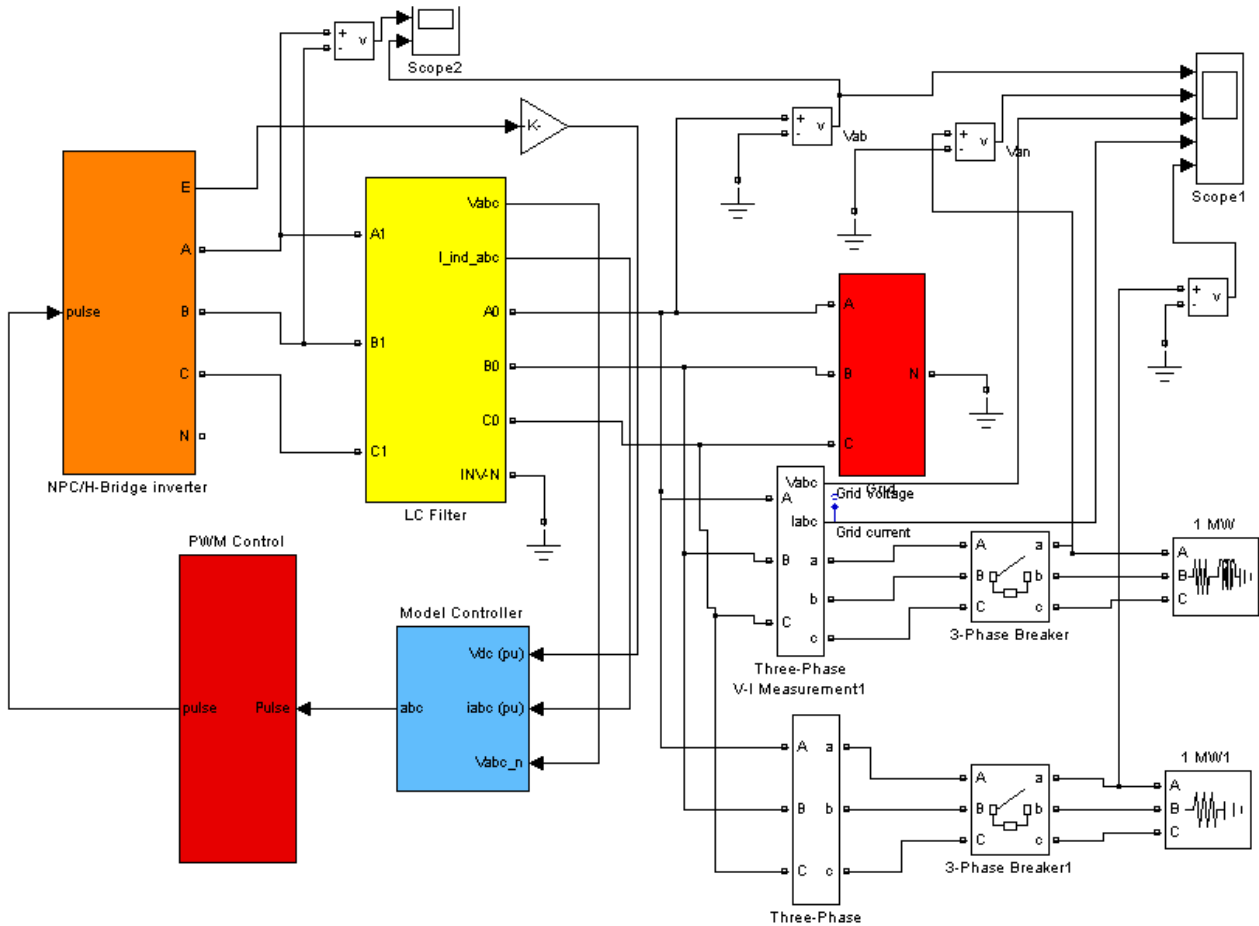 +
-
v
Scope2
+
-
v
Vab
+
-
v
Van
Scope1
K-
E
A
B
C
N
pulse
NPC/H-Bridge inverter
A1
B1
C1
Vabc
I_ind_abc
A0
B0
C0
INV-N
LC Filter
A
B
C
N
Grid
+
-
v
Vabc
Iabc
Grid Voltage
Grid current
A
B
C
a
b
c
Three-Phase
V-I Measurement1
A
B
C
a
b
c
3-Phase Breaker
1 MW
A
B
C
PWM Control
pulse
Pulse
Model Controller
abc
Vdc (pu)
iabc (pu)
Vabc_n
A
B
C
a
b
c
Three-Phase
A
B
C
a
b
c
3-Phase Breaker1
1 MW1
A
B
C